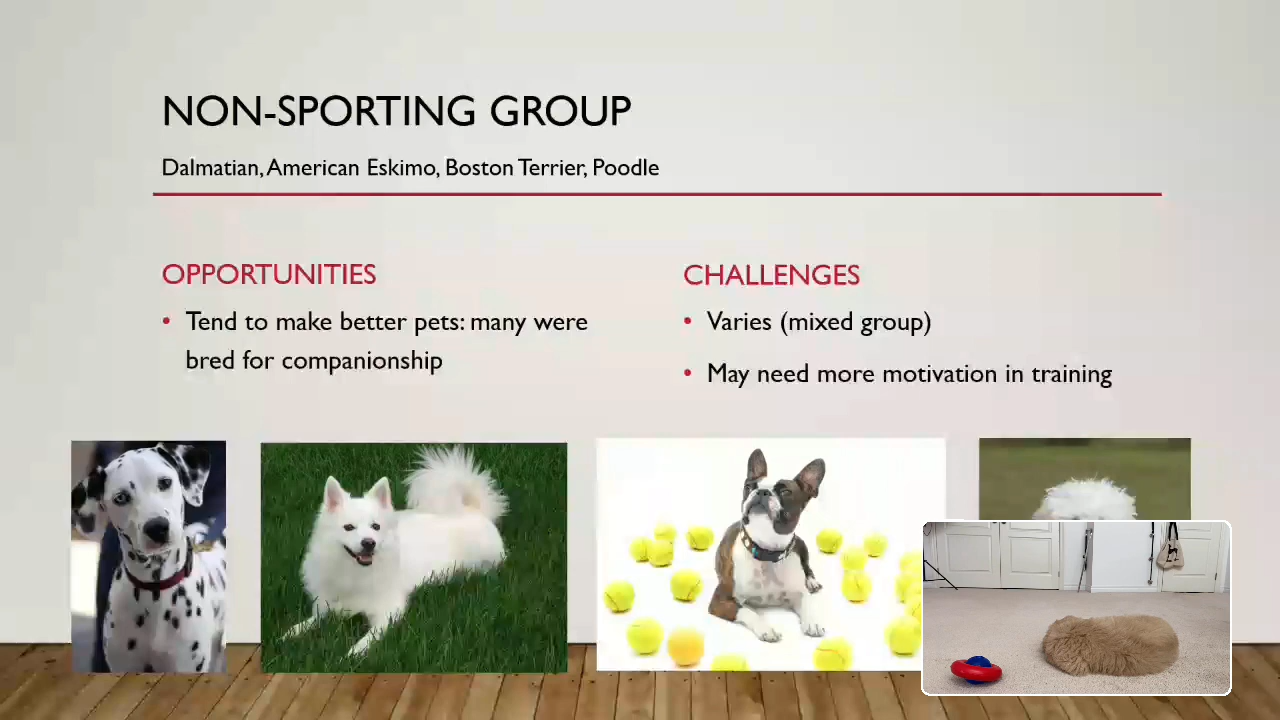 NON-SPORTING GROUP
Dalmatian, American Eskimo, Boston Terrier, Poodle
OPPORTUNITIES
• Tend to make better pets: many were
bred for companionship
CHALLENGES
• Varies (mixed group)
• May need more motivation in training